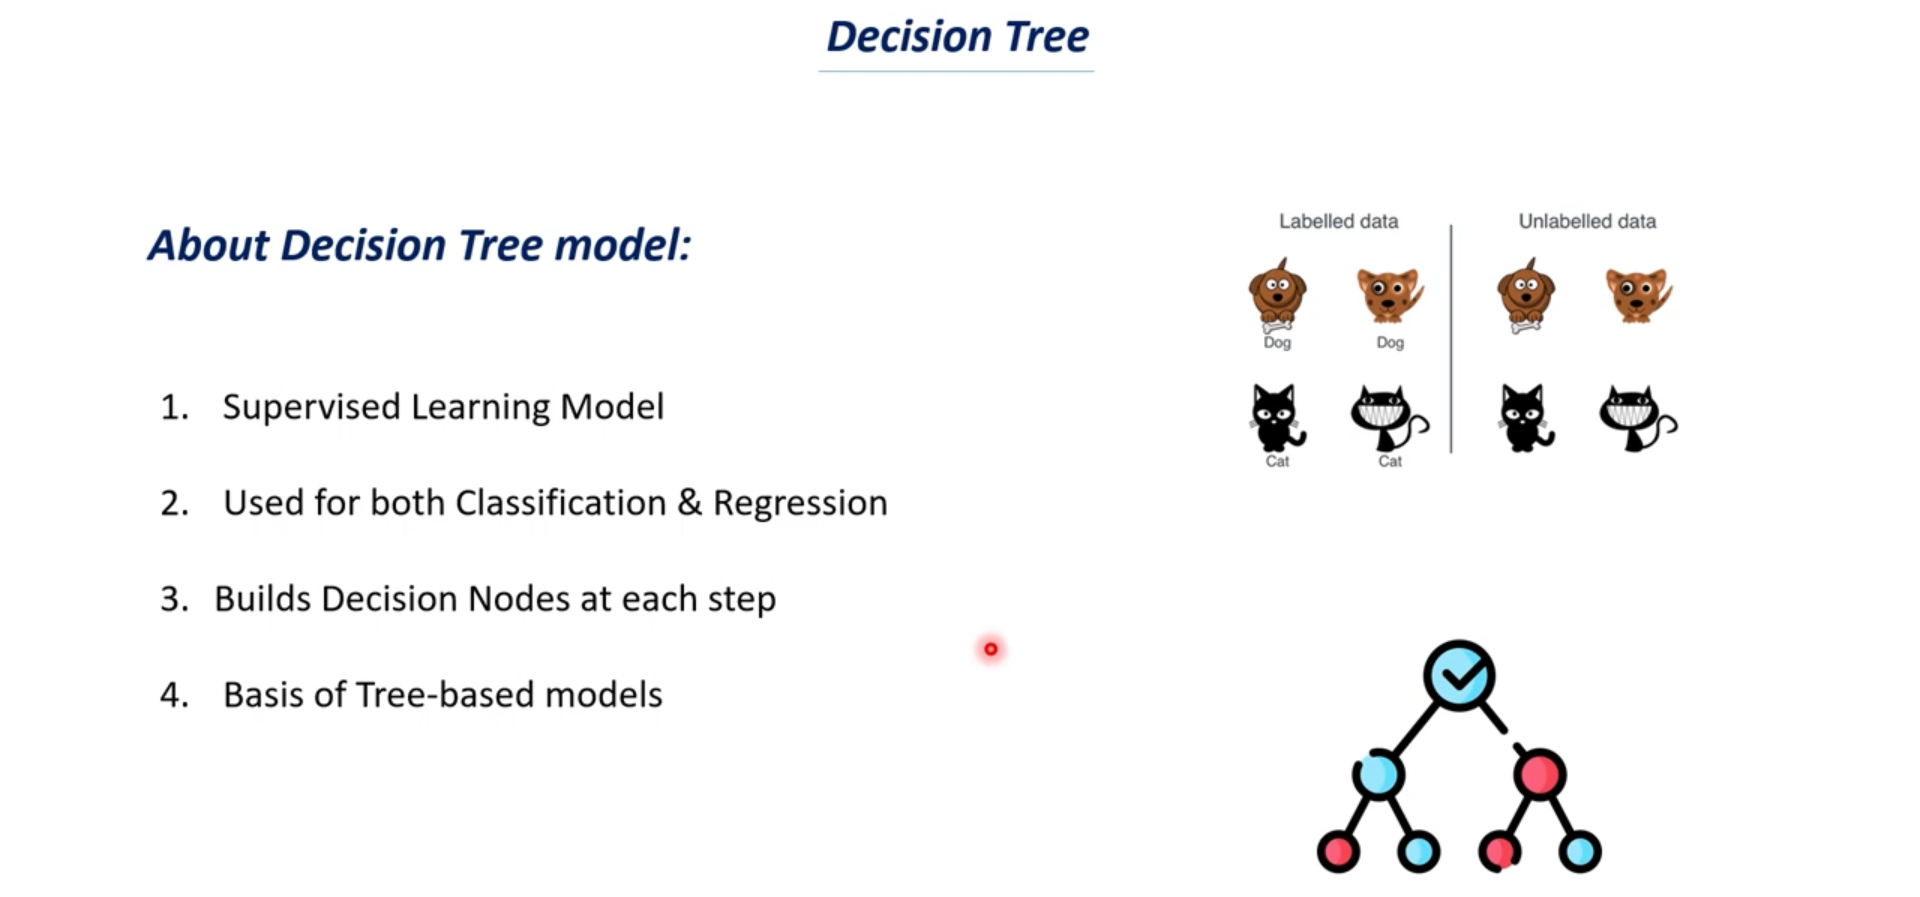 Decision Tree
About Decision Tree model:
1. Supervised Learning Model
2. Used for both Classification & Regression
3. Builds Decision Nodes at each step
4. Basis of Tree-based models
Labelled data
Unlabelled data
Dog
Dog
Cat
Cat